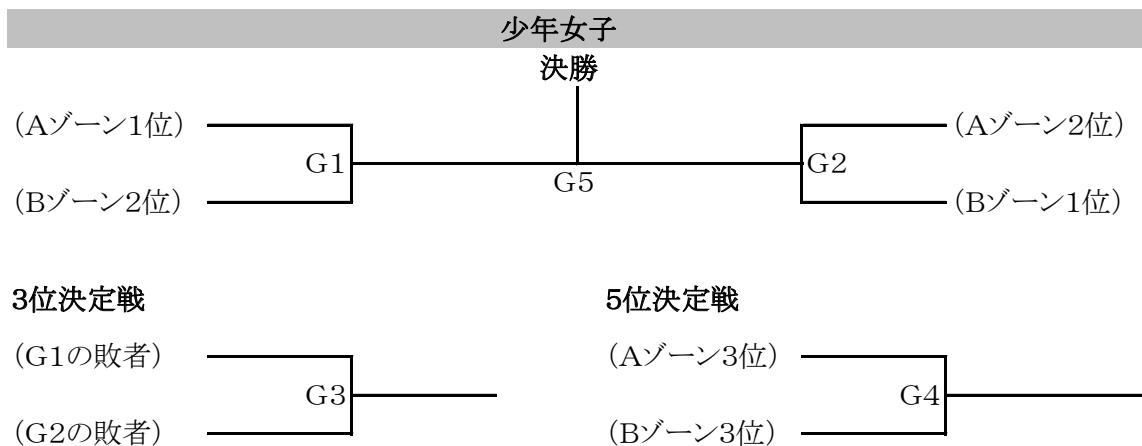 少年女子
決勝
(Aゾーン1位)
(Aゾーン2位)
G1
G2
G5
(Bゾーン2位)
(Bゾーン1位)
3位決定戦
5位決定戦
(G1の敗者)
(Aゾーン3位)
G3
G4
(G2の敗者)
(Bゾーン3位)